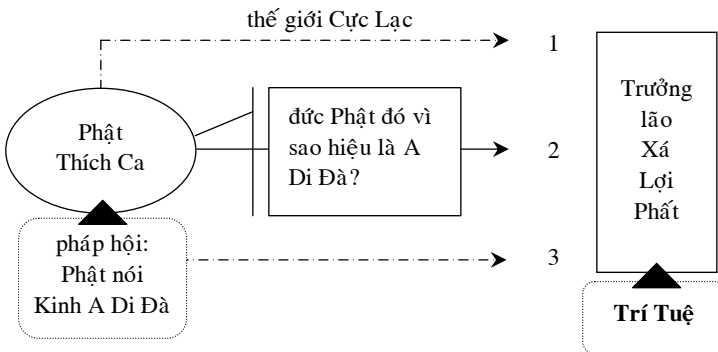 thế giới Cực Lạc
1
Phật
Thích Ca
đức Phật đó vì
sao hiệu là A
Di Đà?
2
Trưởng
lão
Xá
Lợi
Phất
pháp hội:
Phật nói
Kinh A Di Đà
3
Trí Tuệ